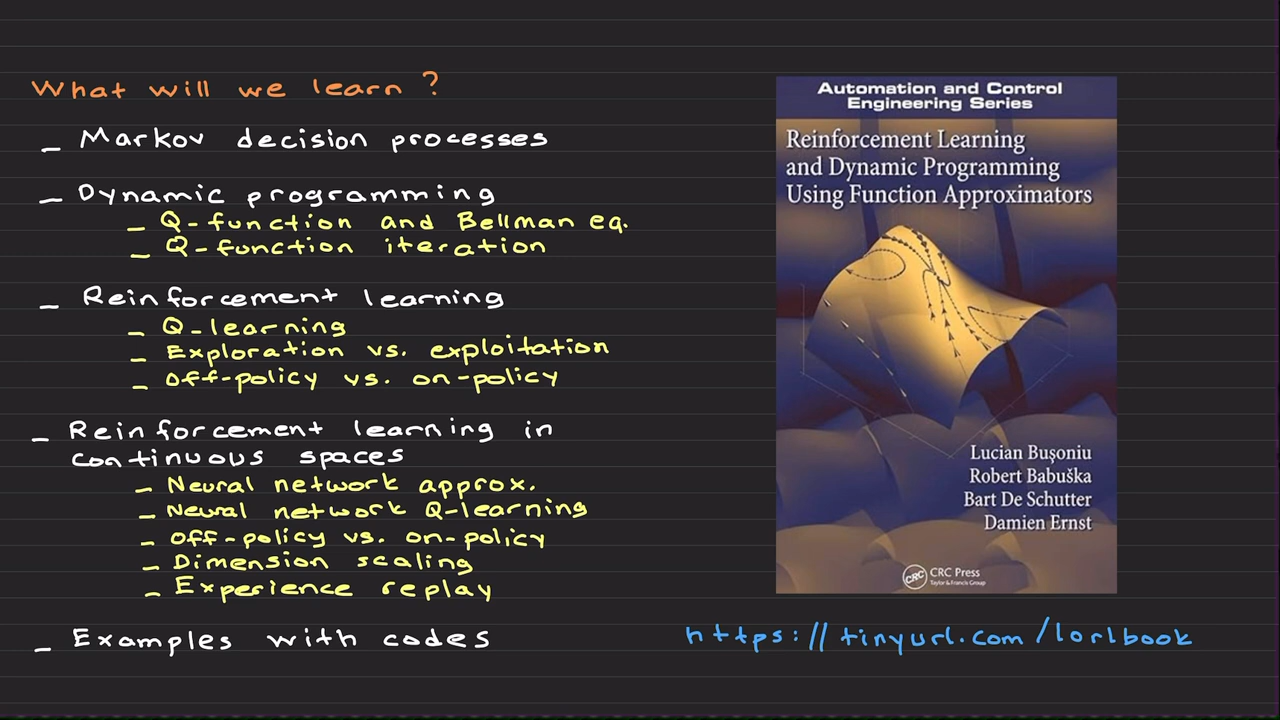 What will we learn?
- Markov decision processes
- Dynamic programming
- Q-function and Bellman eq.
- Q-function iteration
- Reinforcement learning
- Q-learning
- Exploration vs. exploitation
- Off-policy vs. on-policy
- Reinforcement learning in
continuous spaces
- Neural network approx.
- Neural network Q-learning
- off-policy vs. on-policy
- Dimension scaling
- Experience replay
- Examples with codes
Automation and Control
Engineering Series
Reinforcement Learning
and Dynamic Programming
Using Function Approximators
Lucian Buşoniu
Robert Babuška
Bart De Schutter
Damien Ernst
CRC CRC Press
Taylor & Francis Group
https://tinyurl.com/lorlbook